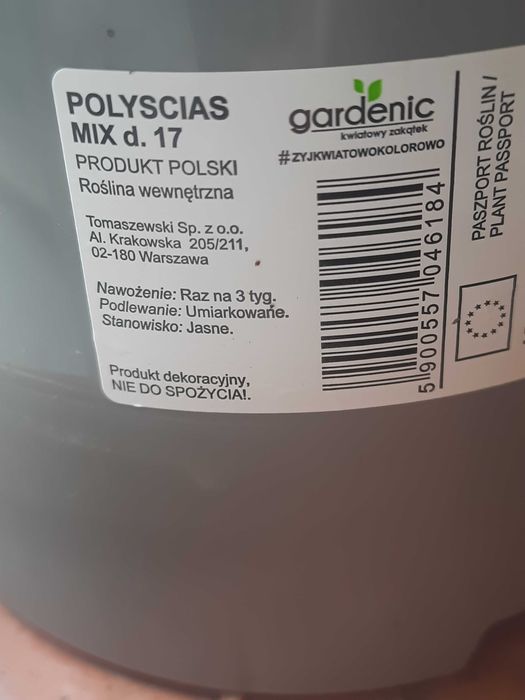 POLYSCIAS
MIX d. 17
PRODUKT POLSKI
Roślina wewnętrzna
Tomaszewski Sp. z o.o.
Al. Krakowska 205/211,
02-180 Warszawa
Nawożenie: Raz na 3 tyg.
Podlewanie: Umiarkowane.
Stanowisko: Jasne.
Produkt dekoracyjny,
NIE DO SPOŻYCIA!.
gardenic
kwiatowy zakątek
#ZYJKWIATOWOKOLOROWO
5900557046184
PASZPORT ROŚLIN /
PLANT PASSPORT